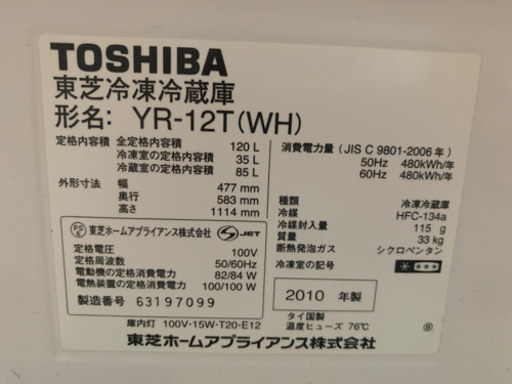 TOSHIBA
東芝冷凍冷蔵庫
形名: YR-12T(WH)
定格内容積 全定格内容積 120 L
冷凍室の定格内容積 35 L
冷蔵室の定格内容積 85 L
外形寸法 幅 477 mm
奥行 583 mm
高さ 1114 mm
東芝ホームアプライアンス株式会社 JET
定格電圧 100V
定格周波数 50/60Hz
電動機の定格消費電力 82/84 W
電熱装置の定格消費電力 100/100 W
製造番号 63197099
消費電力量 (JIS C 9801-2006 年)
50Hz 480kWh/年
60Hz 480kWh/年
種類 冷凍冷蔵庫
冷媒 HFC-134a
冷媒封入量 115 g
質量 33 kg
断熱発泡ガス シクロペンタン
冷凍室の記号
2010 年製
タイ国製
温度ヒューズ 76℃
庫内灯 100V・15W・T20・E12
東芝ホームアプライアンス株式会社